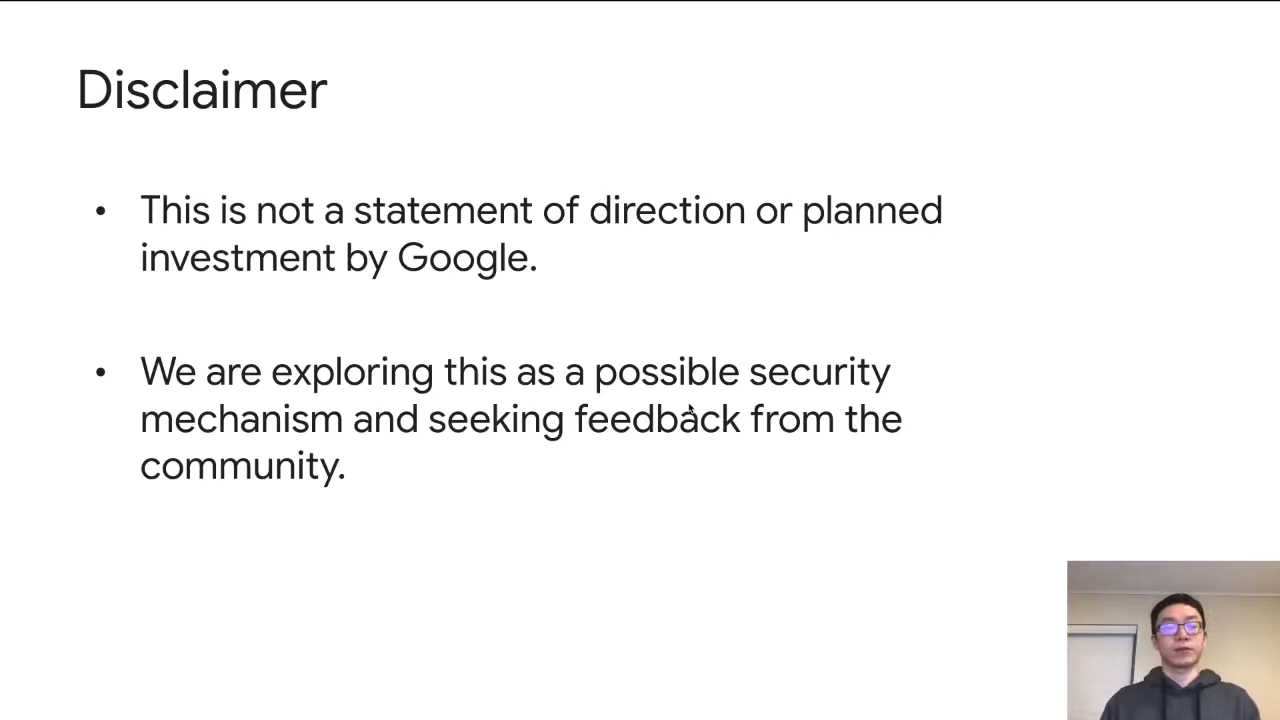 Disclaimer
• This is not a statement of direction or planned
investment by Google.
• We are exploring this as a possible security
mechanism and seeking feedback from the
community.